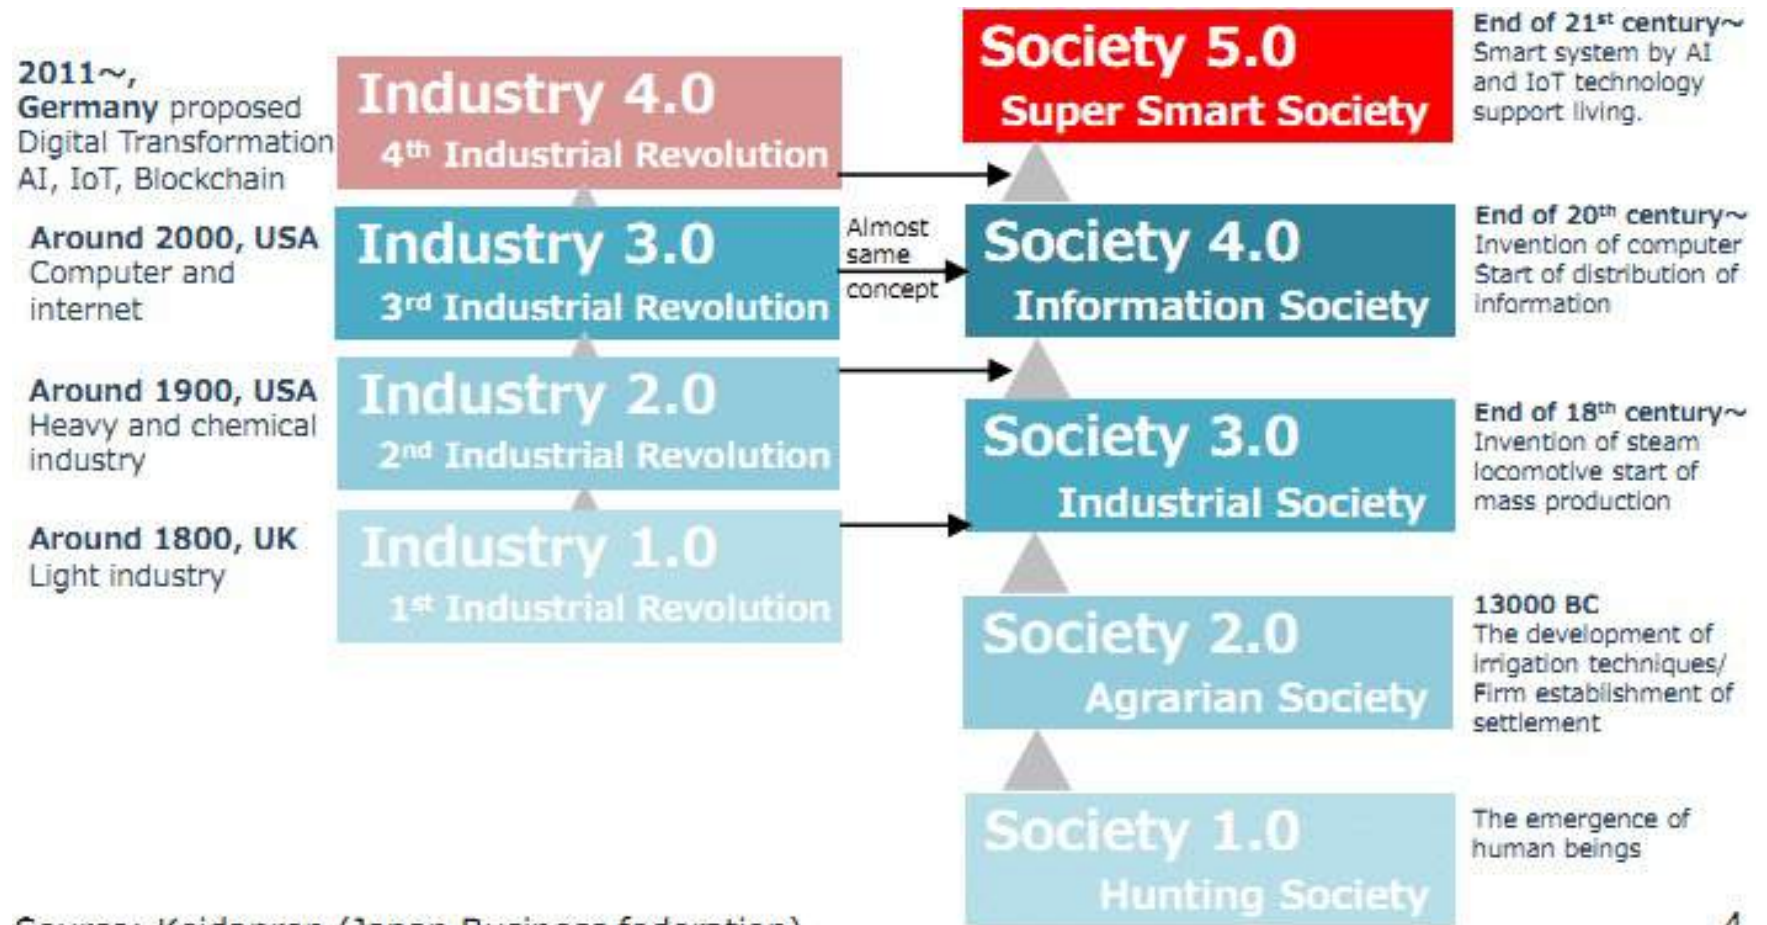 2011～,
Germany proposed
Digital Transformation
AI, IoT, Blockchain
Industry 4.0
4th Industrial Revolution
Around 2000, USA
Computer and
internet
Industry 3.0
3rd Industrial Revolution
Around 1900, USA
Heavy and chemical
industry
Industry 2.0
2nd Industrial Revolution
Around 1800, UK
Light industry
Industry 1.0
1st Industrial Revolution
Almost
same
concept
Society 5.0
Super Smart Society
End of 21st century～
Smart system by AI
and IoT technology
support living.
Society 4.0
Information Society
End of 20th century～
Invention of computer
Start of distribution of
information
Society 3.0
Industrial Society
End of 18th century～
Invention of steam
locomotive start of
mass production
Society 2.0
Agrarian Society
13000 BC
The development of
irrigation techniques/
Firm establishment of
settlement
Society 1.0
Hunting Society
The emergence of
human beings
Source: Keidanren (Japan Business federation)
4